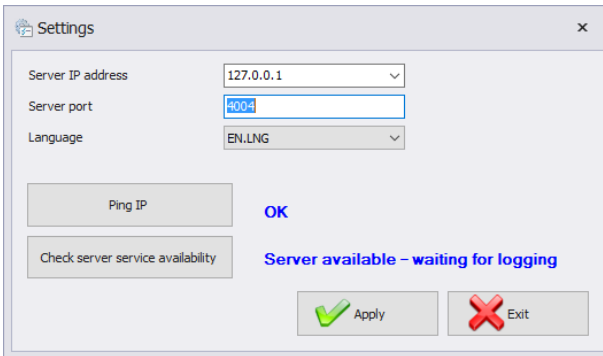 Settings
Server IP address 127.0.0.1
Server port 4004
Language EN.LNG
Ping IP OK
Check server service availability Server available - waiting for logging
Apply Exit